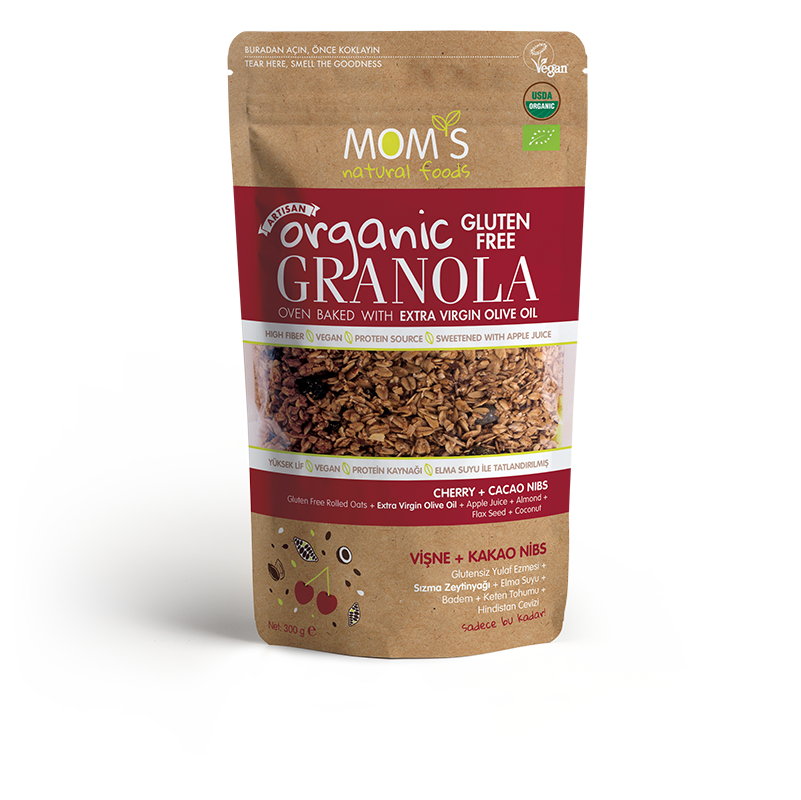 BURADAN AÇIN, ÖNCE KOKLAYIN
TEAR HERE, SMELL THE GOODNESS
Vegan
USDA
ORGANIC
MOM'S
natural foods
ARTISAN
organic GLUTEN FREE
GRANOLA
OVEN BAKED WITH EXTRA VIRGIN OLIVE OIL
HIGH FIBER VEGAN PROTEIN SOURCE SWEETENED WITH APPLE JUICE
YÜKSEK LİF VEGAN PROTEİN KAYNAĞI ELMA SUYU İLE TATLANDIRILMIŞ
CHERRY + CACAO NIBS
Gluten Free Rolled Oats + Extra Virgin Olive Oil + Apple Juice + Almond +
Flax Seed + Coconut
VİŞNE + KAKAO NİBS
Glutensiz Yulaf Ezmesi +
Sızma Zeytinyağı + Elma Suyu +
Badem + Keten Tohumu +
Hindistan Cevizi
sadece bu kadar!
Net: 300 g ℮